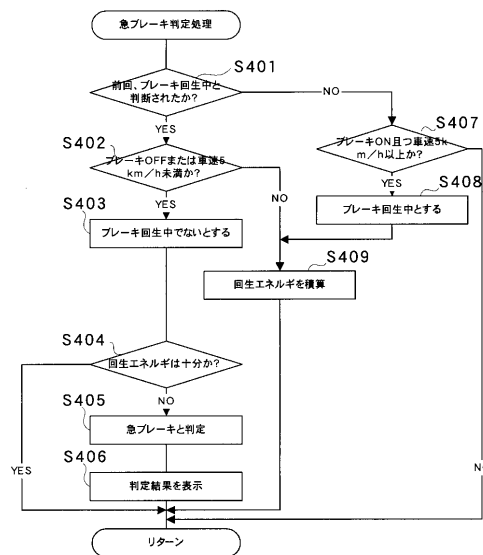 急ブレーキ判定処理
S401
前回、ブレーキ回生中と
判断されたか?
NO
YES
S402
ブレーキOFFまたは車速5
km/h未満か?
S407
ブレーキON且つ車速5k
m/h以上か?
YES
NO
YES
NO
S403
ブレーキ回生中でないとする
S408
ブレーキ回生中とする
S409
回生エネルギを積算
S404
回生エネルギは十分か?
NO
YES
S405
急ブレーキと判定
S406
判定結果を表示
リターン